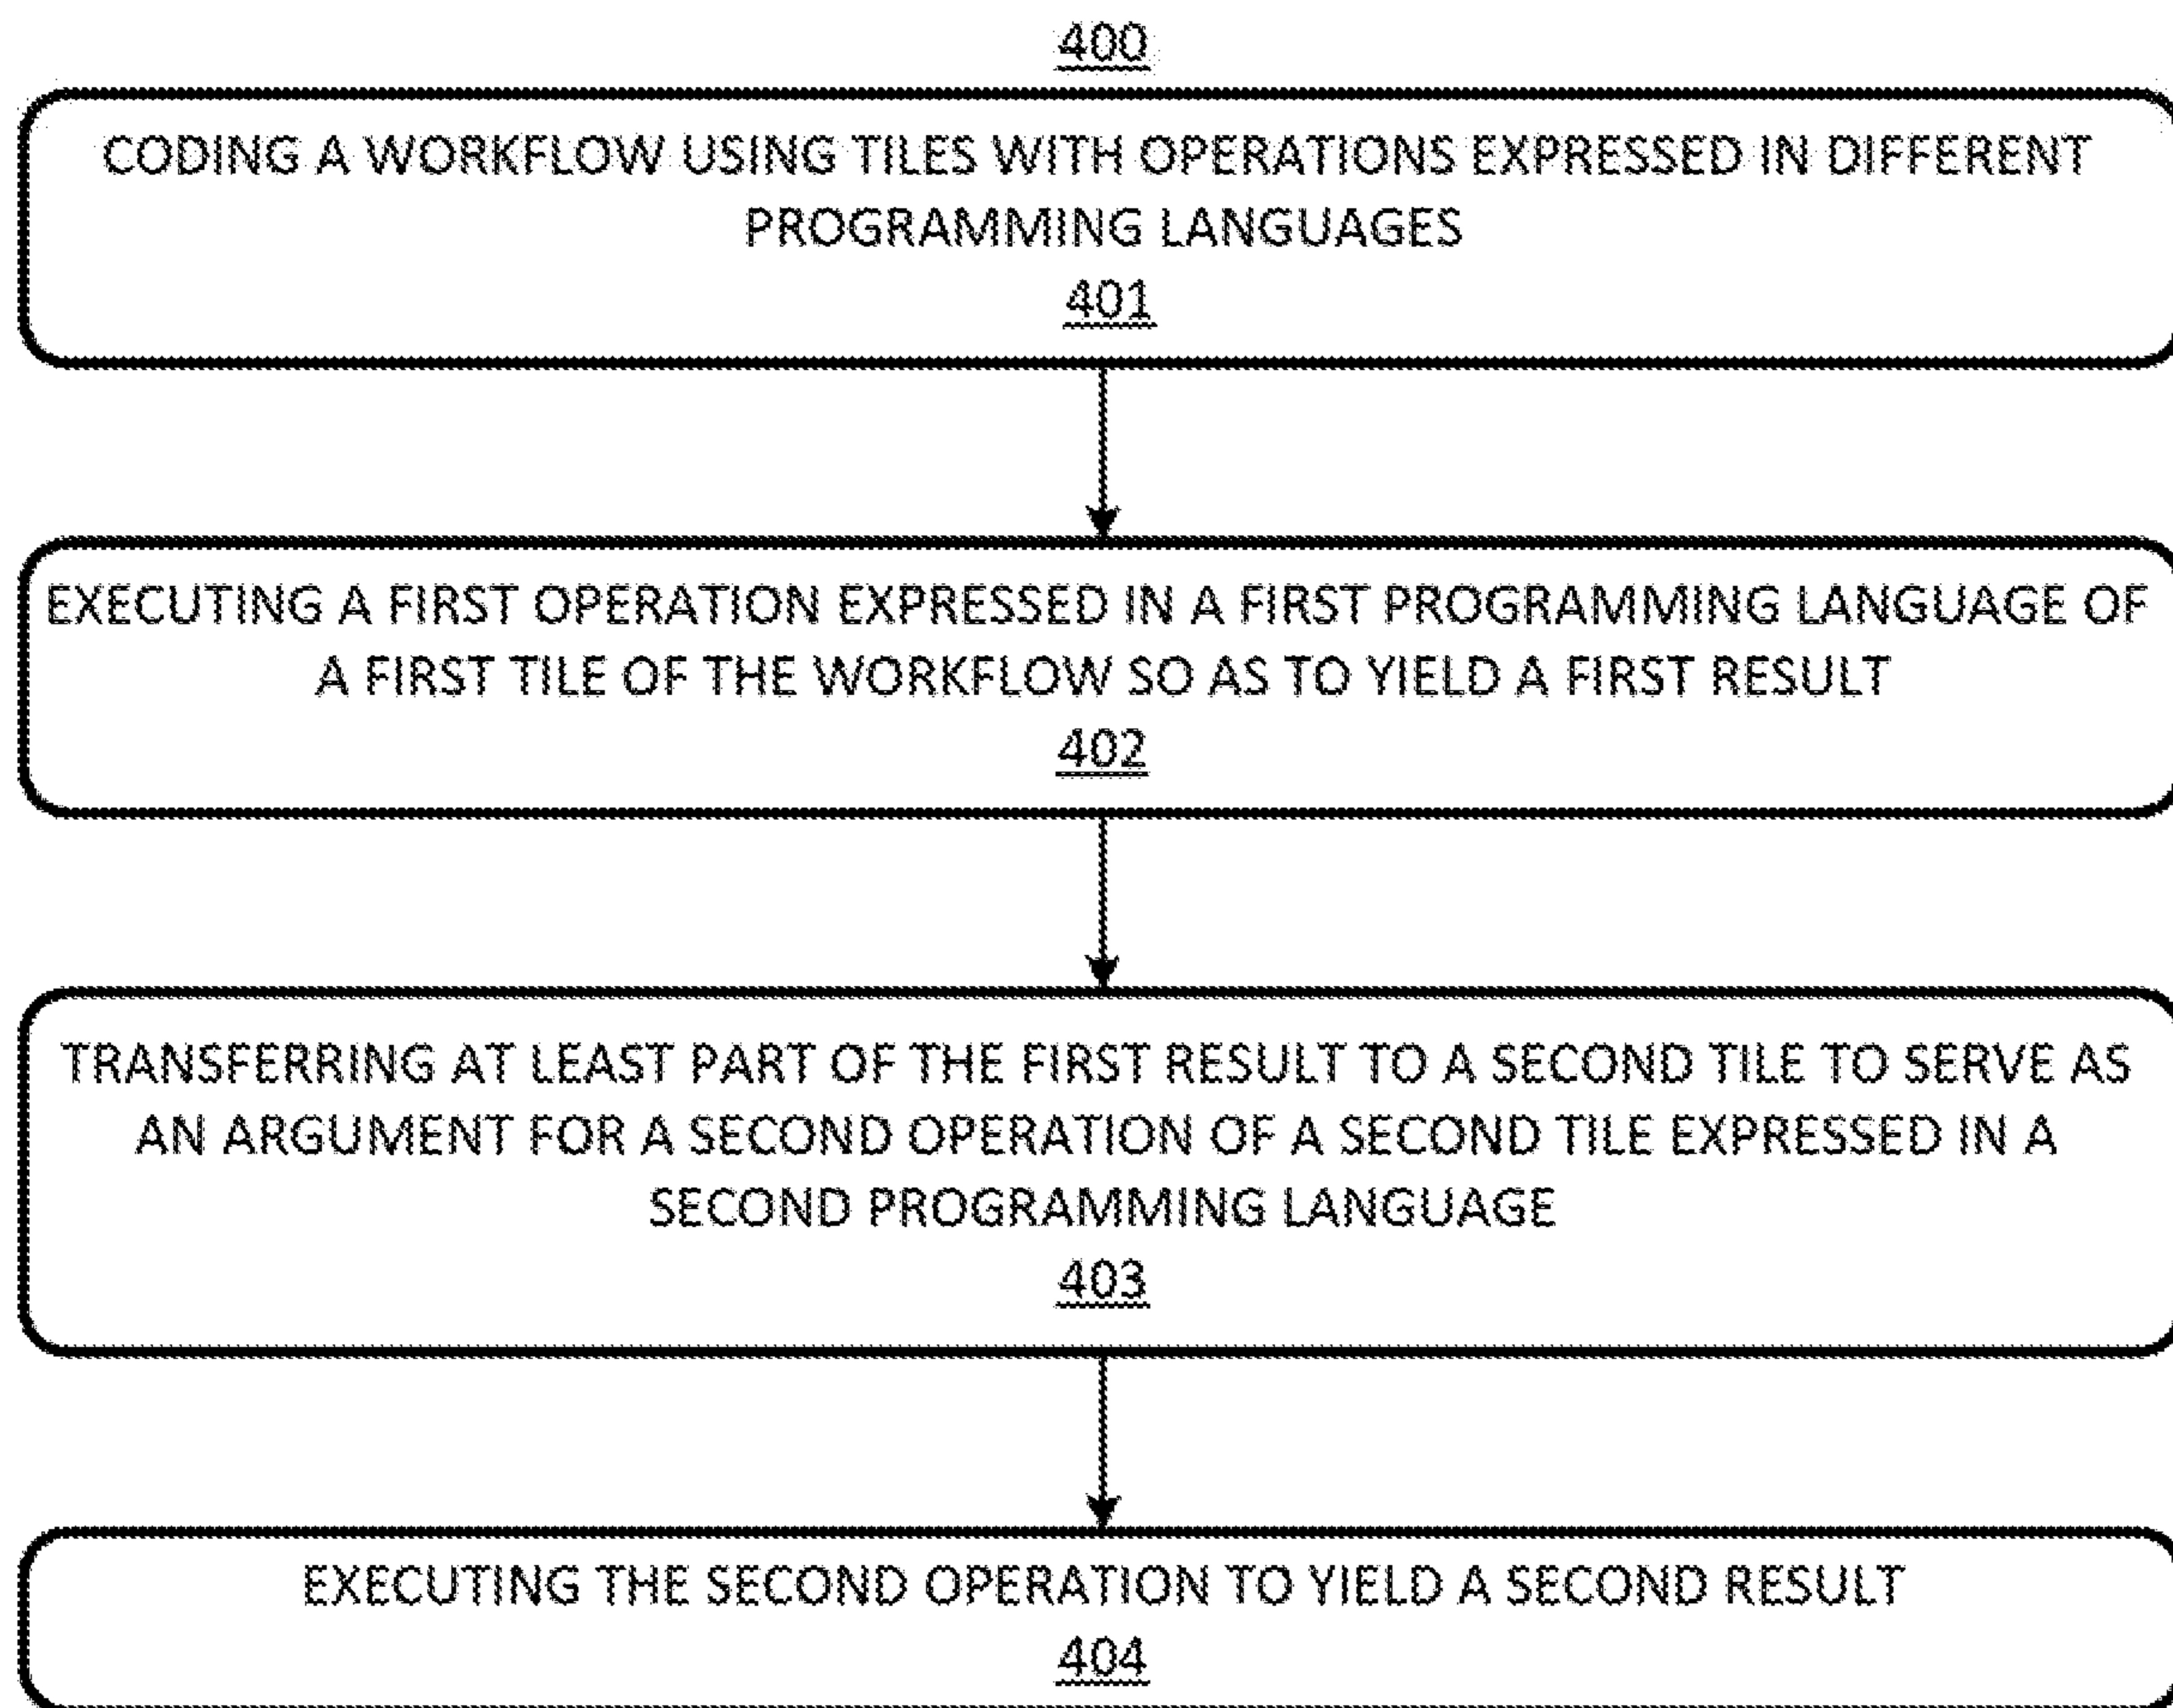 400
CODING A WORKFLOW USING TILES WITH OPERATIONS EXPRESSED IN DIFFERENT
PROGRAMMING LANGUAGES
401
EXECUTING A FIRST OPERATION EXPRESSED IN A FIRST PROGRAMMING LANGUAGE OF
A FIRST TILE OF THE WORKFLOW SO AS TO YIELD A FIRST RESULT
402
TRANSFERRING AT LEAST PART OF THE FIRST RESULT TO A SECOND TILE TO SERVE AS
AN ARGUMENT FOR A SECOND OPERATION OF A SECOND TILE EXPRESSED IN A
SECOND PROGRAMMING LANGUAGE
403
EXECUTING THE SECOND OPERATION TO YIELD A SECOND RESULT
404